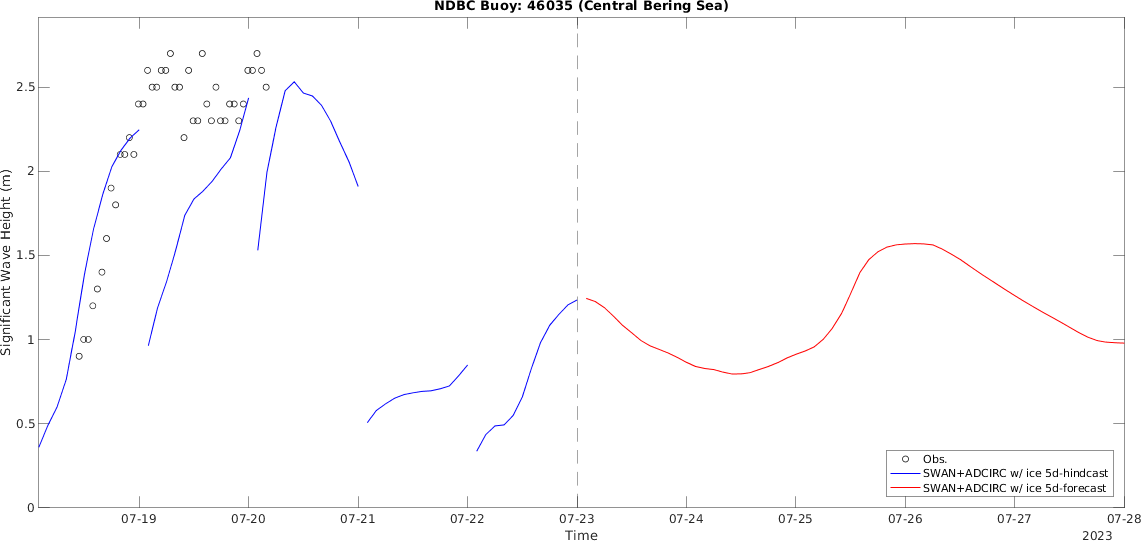 NDBC Buoy: 46035 (Central Bering Sea)
Significant Wave Height (m)
2.5
2
1.5
1
0.5
0
Obs.
SWAN+ADCIRC w/ ice 5d-hindcast
SWAN+ADCIRC w/ ice 5d-forecast
07-19 07-20 07-21 07-22 07-23 07-24 07-25 07-26 07-27 07-28
Time
2023